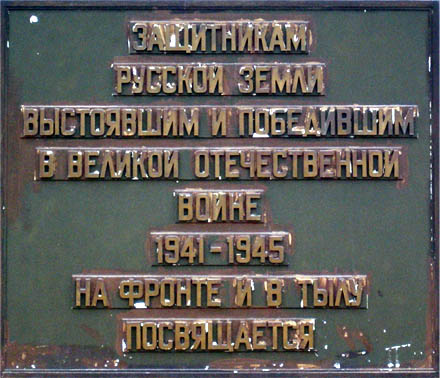 ЗАЩИТНИКАМ
РУССКОЙ ЗЕМЛИ
ВЫСТОЯВШИМ И ПОБЕДИВШИМ
В ВЕЛИКОЙ ОТЕЧЕСТВЕННОЙ
ВОЙНЕ
1941-1945
НА ФРОНТЕ И В ТЫЛУ
ПОСВЯЩАЕТСЯ